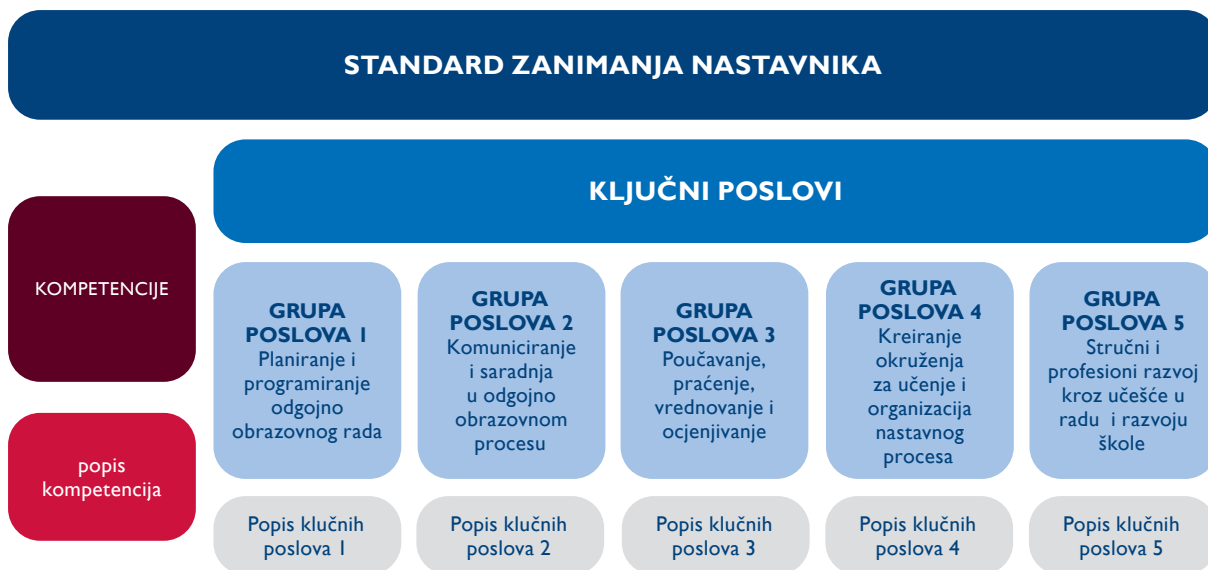 STANDARD ZANIMANJA NASTAVNIKA
KLJUČNI POSLOVI
KOMPETENCIJE
popis
kompetencija
GRUPA
POSLOVA 1
Planiranje i
programiranje
odgojno
obrazovnog rada
GRUPA
POSLOVA 2
Komuniciranje
i saradnja
u odgojno
obrazovnom
procesu
GRUPA
POSLOVA 3
Poučavanje,
praćenje,
vrednovanje i
ocjenjivanje
GRUPA
POSLOVA 4
Kreiranje
okruženja
za učenje i
organizacija
nastavnog
procesa
GRUPA
POSLOVA 5
Stručni i
profesioni razvoj
kroz učešće u
radu i razvoju
škole
Popis klučnih
poslova 1
Popis klučnih
poslova 2
Popis klučnih
poslova 3
Popis klučnih
poslova 4
Popis klučnih
poslova 5